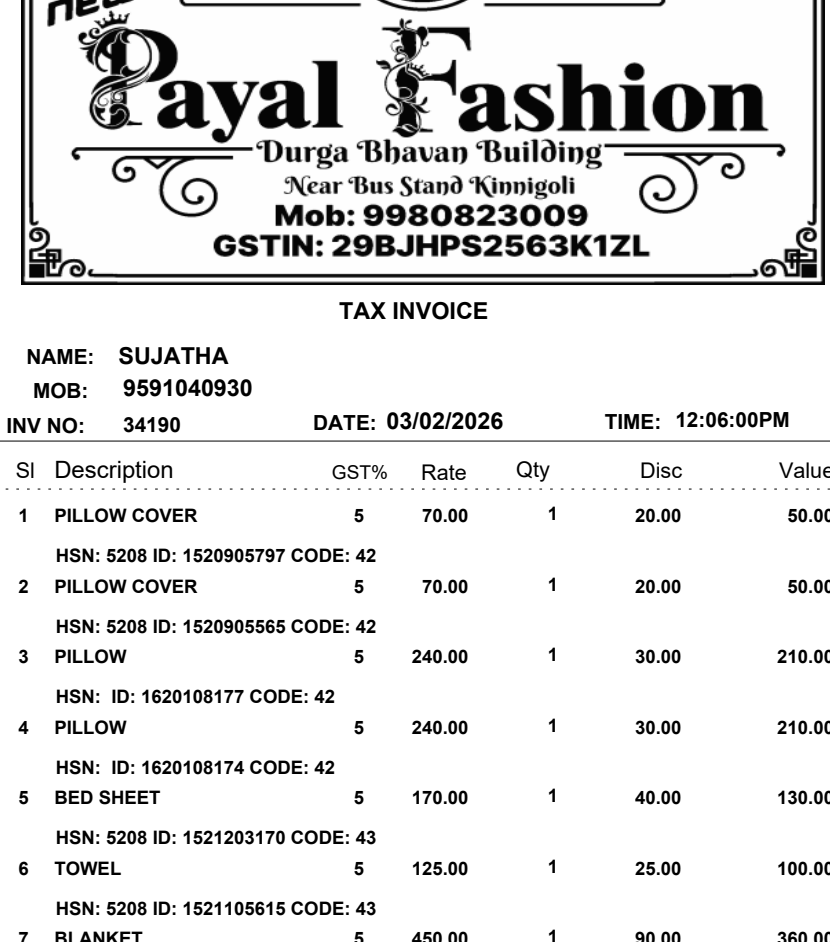 new
Payal Fashion
Durga Bhavan Building
Near Bus Stand Kinnigoli
Mob: 9980823009
GSTIN: 29BJHPS2563K1ZL
TAX INVOICE
NAME: SUJATHA
MOB: 9591040930
INV NO: 34190 DATE: 03/02/2026 TIME: 12:06:00PM
Sl Description GST% Rate Qty Disc Value
1 PILLOW COVER 5 70.00 1 20.00 50.00
HSN: 5208 ID: 1520905797 CODE: 42
2 PILLOW COVER 5 70.00 1 20.00 50.00
HSN: 5208 ID: 1520905565 CODE: 42
3 PILLOW 5 240.00 1 30.00 210.00
HSN: ID: 1620108177 CODE: 42
4 PILLOW 5 240.00 1 30.00 210.00
HSN: ID: 1620108174 CODE: 42
5 BED SHEET 5 170.00 1 40.00 130.00
HSN: 5208 ID: 1521203170 CODE: 43
6 TOWEL 5 125.00 1 25.00 100.00
HSN: 5208 ID: 1521105615 CODE: 43
7 BLANKET 5 450.00 1 90.00 360.00